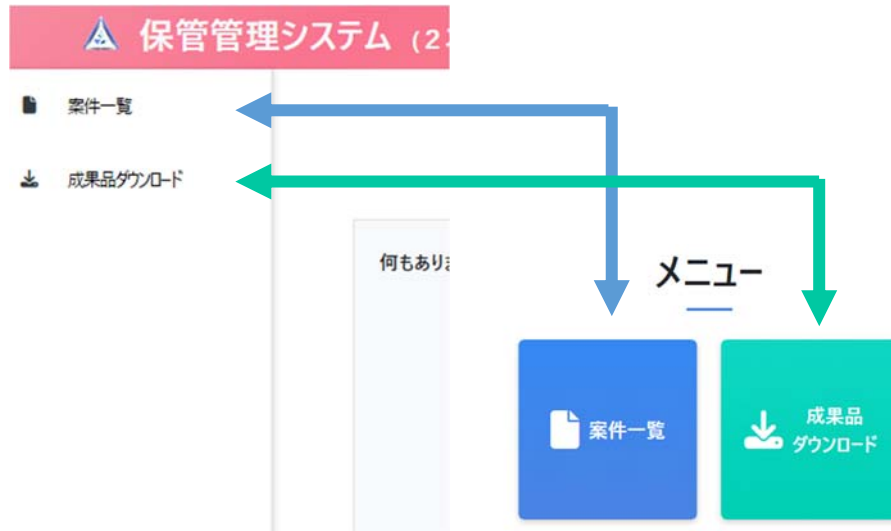 保管管理システム (2
案件一覧
成果品ダウンロード
何もあり
メニュー
案件一覧
成果品
ダウンロード